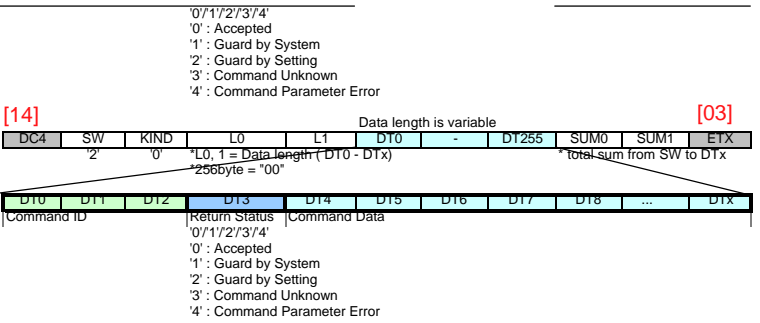 '0'/'1'/'2'/'3'/'4'
'0' : Accepted
'1' : Guard by System
'2' : Guard by Setting
'3' : Command Unknown
'4' : Command Parameter Error
[14] Data length is variable [03]
DC4 SW KIND L0 L1 DT0 - DT255 SUM0 SUM1 ETX
'2' '0' *L0, 1 = Data length ( DT0 - DTx) * total sum from SW to DTx
*256byte = "00"
DT0 DT1 DT2 DT3 DT4 DT5 DT6 DT7 DT8 ... DTx
Command ID Return Status Command Data
'0'/'1'/'2'/'3'/'4'
'0' : Accepted
'1' : Guard by System
'2' : Guard by Setting
'3' : Command Unknown
'4' : Command Parameter Error